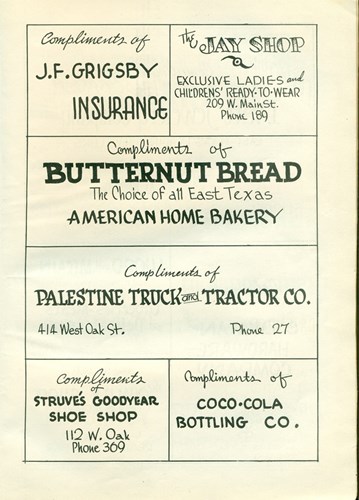 Compliments of
J.F. GRIGSBY
INSURANCE
The JAY SHOP
EXCLUSIVE LADIES and
CHILDRENS' READY-TO-WEAR
209 W. Main St.
Phone 189
Compliments of
BUTTERNUT BREAD
The Choice of all East Texas
AMERICAN HOME BAKERY
Compliments of
PALESTINE TRUCK and TRACTOR CO.
414 West Oak St. Phone 27
Compliments
of
STRUVE'S GOODYEAR
SHOE SHOP
112 W. Oak
Phone 369
Compliments of
COCO-COLA
BOTTLING CO.